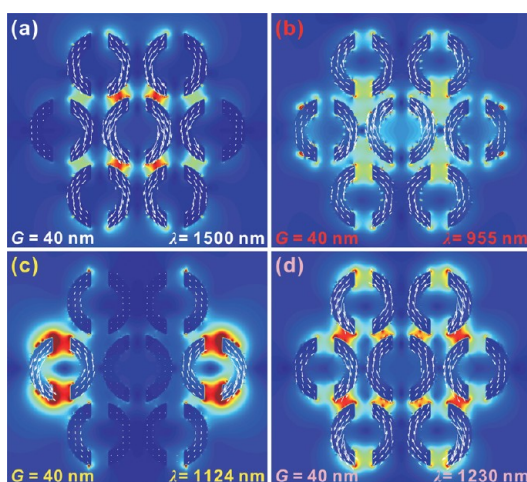 (a)
(b)
G = 40 nm
λ = 1500 nm
G = 40 nm
λ = 955 nm
(c)
(d)
G = 40 nm
λ = 1124 nm
G = 40 nm
λ = 1230 nm